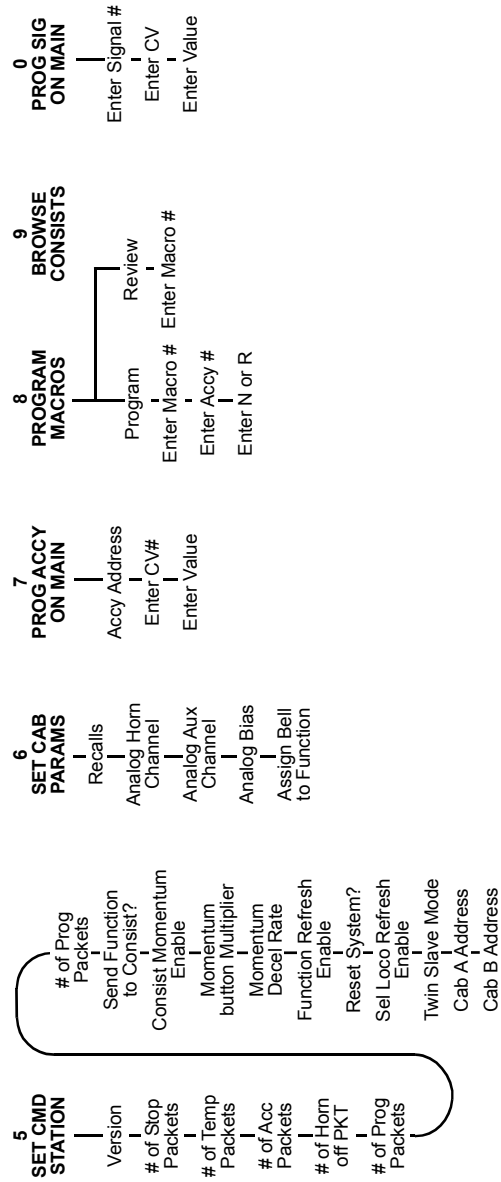 5
SET CMD
STATION
Version
# of Stop
Packets
# of Temp
Packets
# of Acc
Packets
# of Horn
off PKT
# of Prog
Packets
# of Prog
Packets
Send Function
to Consist?
Consist Momentum
Enable
Momentum
button Multiplier
Momentum
Decel Rate
Function Refresh
Enable
Reset System?
Sel Loco Refresh
Enable
Twin Slave Mode
Cab A Address
Cab B Address
6
SET CAB
PARAMS
Recalls
Analog Horn
Channel
Analog Aux
Channel
Analog Bias
Assign Bell
to Function
7
PROG ACCY
ON MAIN
Accy Address
Enter CV#
Enter Value
8
PROGRAM
MACROS
Program
Enter Macro #
Enter Accy #
Enter N or R
Review
Enter Macro #
9
BROWSE
CONSISTS
0
PROG SIG
ON MAIN
Enter Signal #
Enter CV
Enter Value